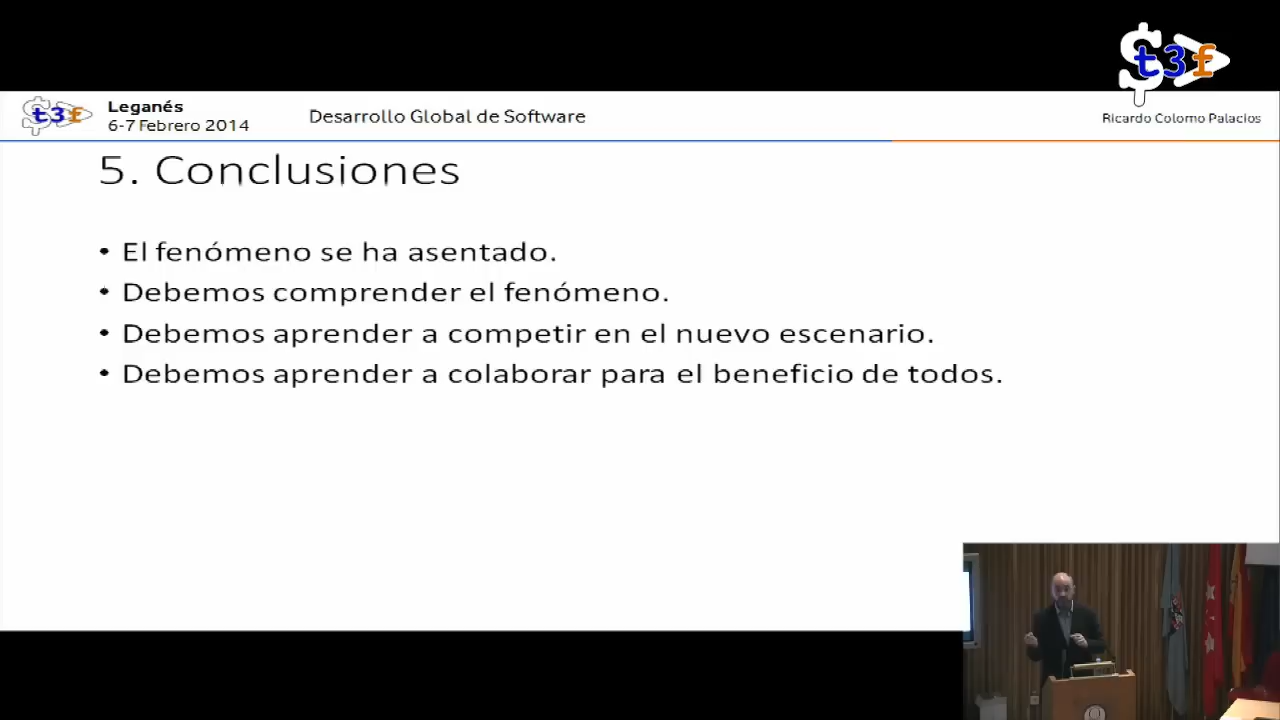 $t3f
$t3f
Leganés
6-7 Febrero 2014
Desarrollo Global de Software
Ricardo Colomo Palacios
5. Conclusiones
• El fenómeno se ha asentado.
• Debemos comprender el fenómeno.
• Debemos aprender a competir en el nuevo escenario.
• Debemos aprender a colaborar para el beneficio de todos.